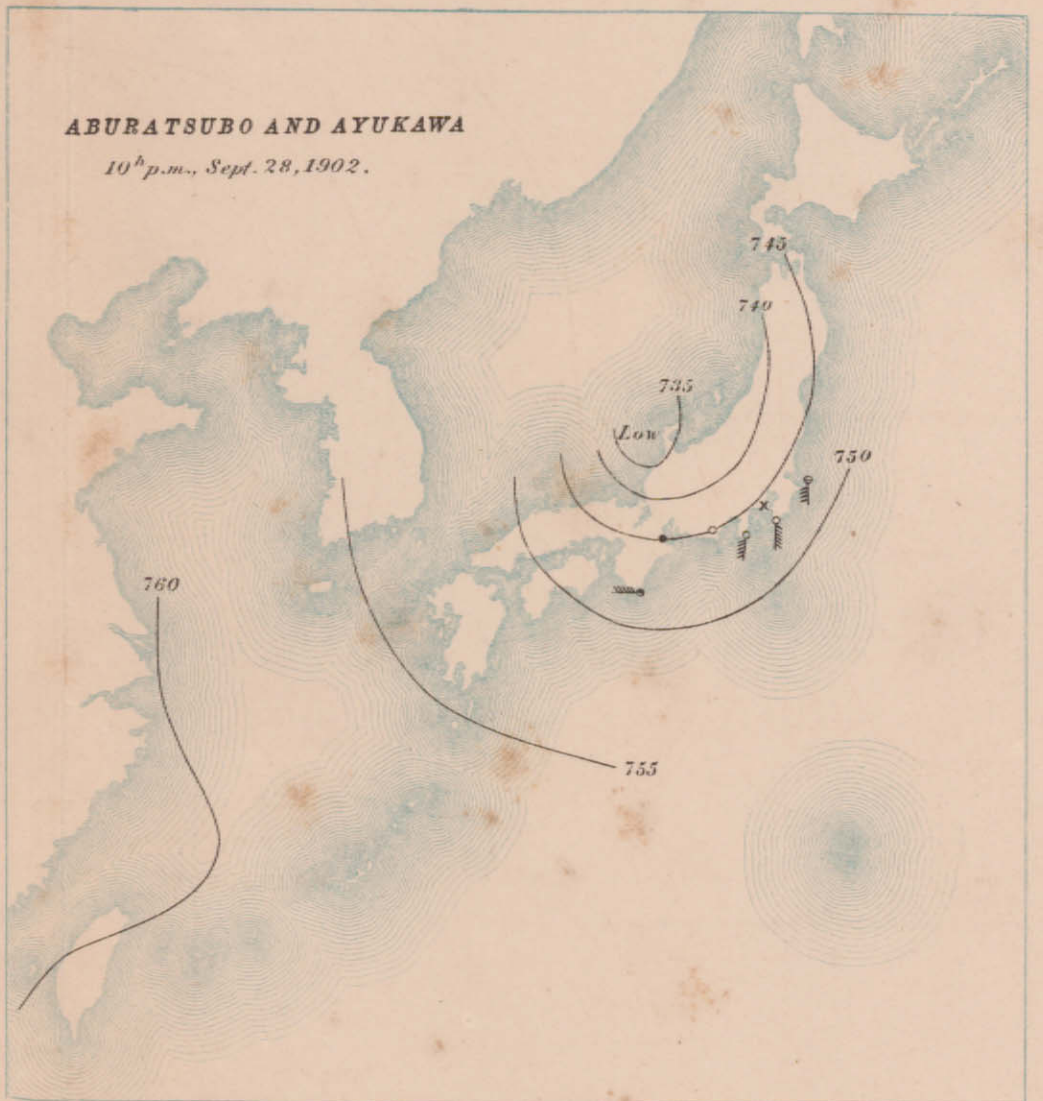 ABURATSUBO AND AYUKAWA
10h p.m., Sept. 28, 1902.
745
740
735
Low
750
760
755
x